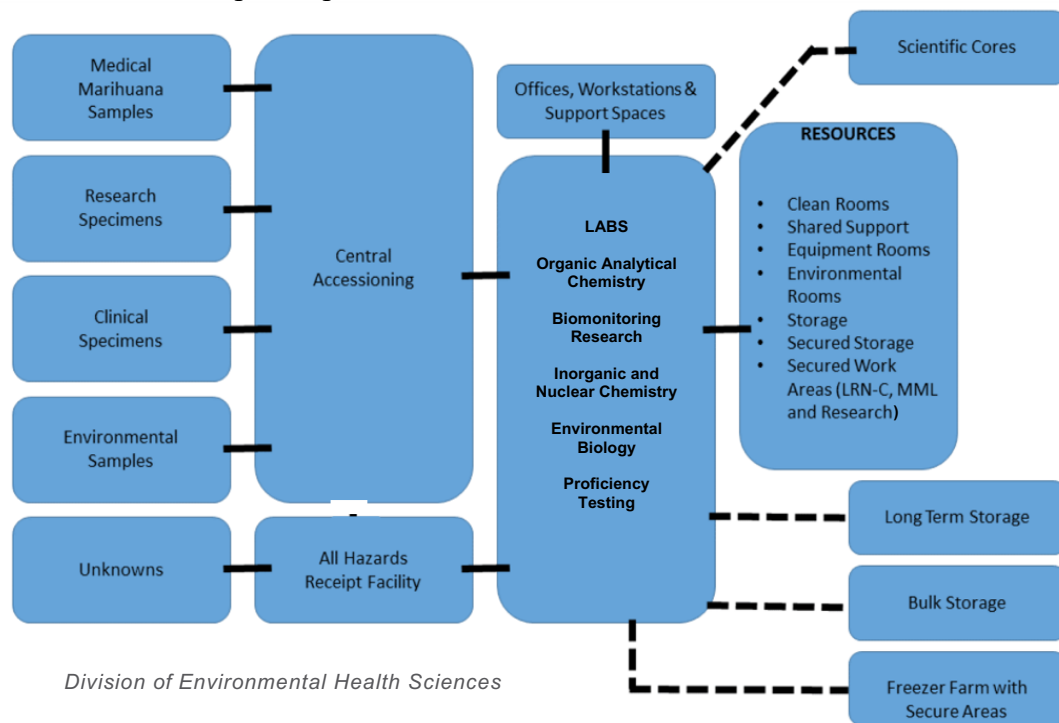 Medical
Marihuana
Samples
Research
Specimens
Clinical
Specimens
Environmental
Samples
Unknowns
Central
Accessioning
All Hazards
Receipt Facility
Offices, Workstations &
Support Spaces
LABS
Organic Analytical
Chemistry
Biomonitoring
Research
Inorganic and
Nuclear Chemistry
Environmental
Biology
Proficiency
Testing
Scientific Cores
RESOURCES
• Clean Rooms
• Shared Support
• Equipment Rooms
• Environmental
Rooms
• Storage
• Secured Storage
• Secured Work
Areas (LRN-C, MML
and Research)
Long Term Storage
Bulk Storage
Freezer Farm with
Secure Areas
Division of Environmental Health Sciences